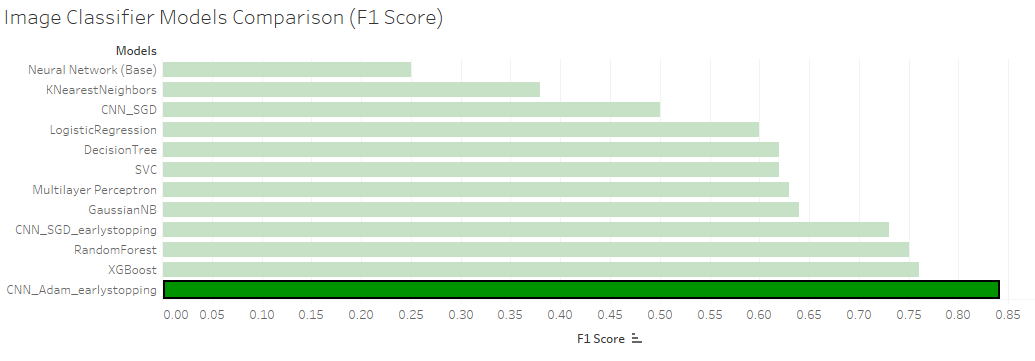 Image Classifier Models Comparison (F1 Score)
Models
Neural Network (Base)
KNearestNeighbors
CNN_SGD
LogisticRegression
DecisionTree
SVC
Multilayer Perceptron
GaussianNB
CNN_SGD_earlystopping
RandomForest
XGBoost
CNN_Adam_earlystopping
0.00 0.05 0.10 0.15 0.20 0.25 0.30 0.35 0.40 0.45 0.50 0.55 0.60 0.65 0.70 0.75 0.80 0.85
F1 Score